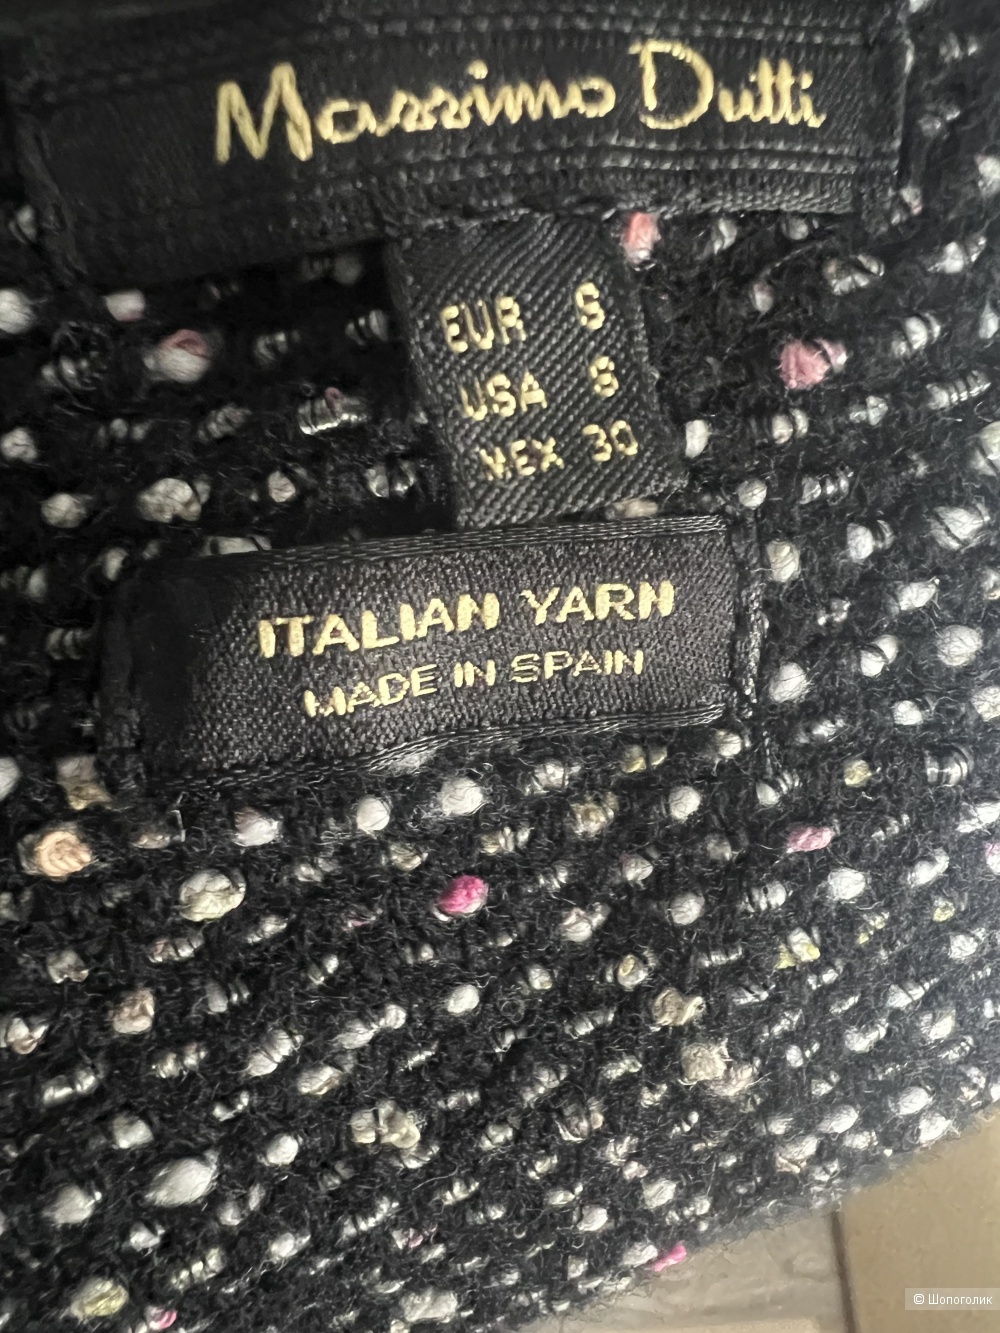 Massimo Dutti
EUR S
USA S
MEX 30
ITALIAN YARN
MADE IN SPAIN
© Шопоголик